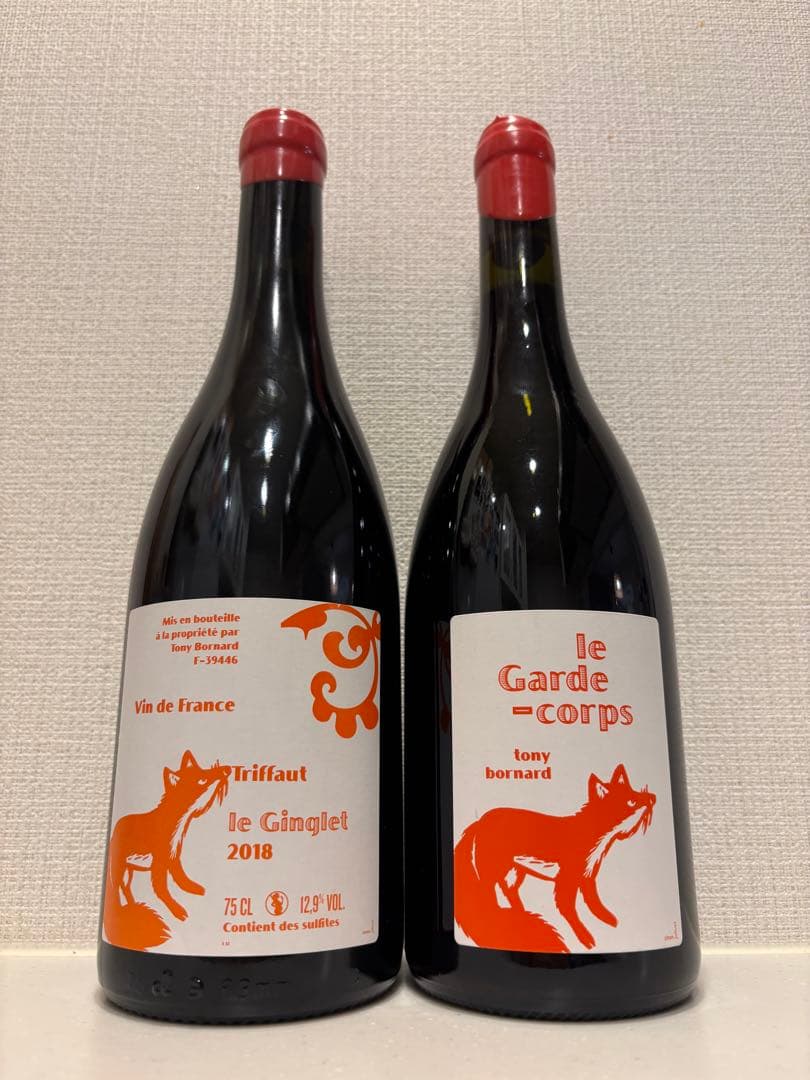 Mis en bouteille
à la propriété par
Tony Bornard
F-39446
Vin de France
Triffaut
le Ginglet
2018
75 CL 12,9% VOL.
Contient des sulfites
le
Garde
-corps
tony
bornard